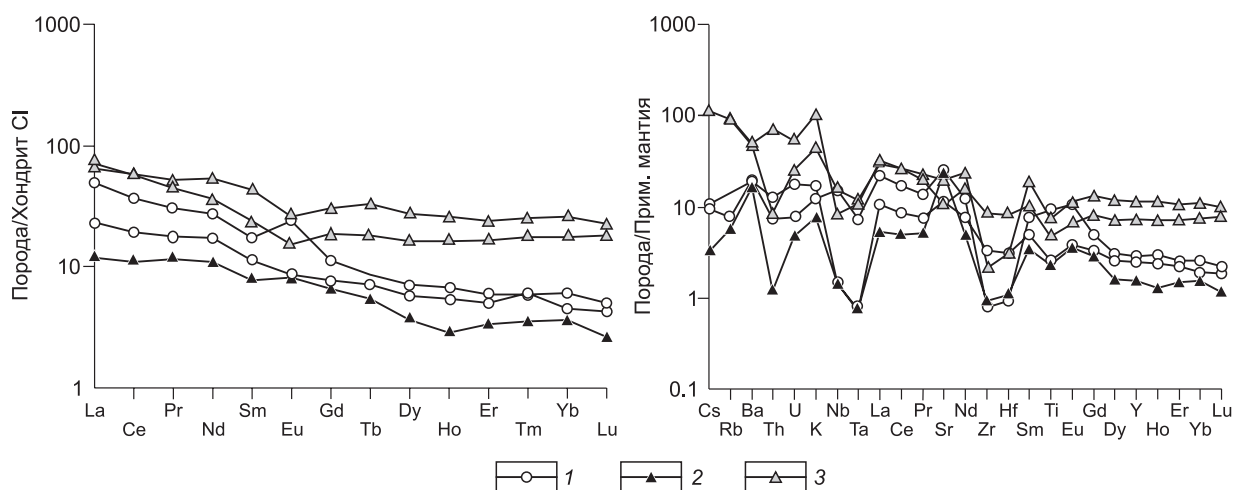 Порода/Хондрит CI
1000
100
10
1
La Pr Sm Gd Dy Er Yb
Ce Nd Eu Tb Ho Tm Lu
Порода/Прим. мантия
1000
100
10
1
0.1
Cs Ba U Nb La Pr Nd Hf Ti Gd Y Er Lu
Rb Th K Ta Ce Sr Zr Sm Eu Dy Ho Yb
1 2 3